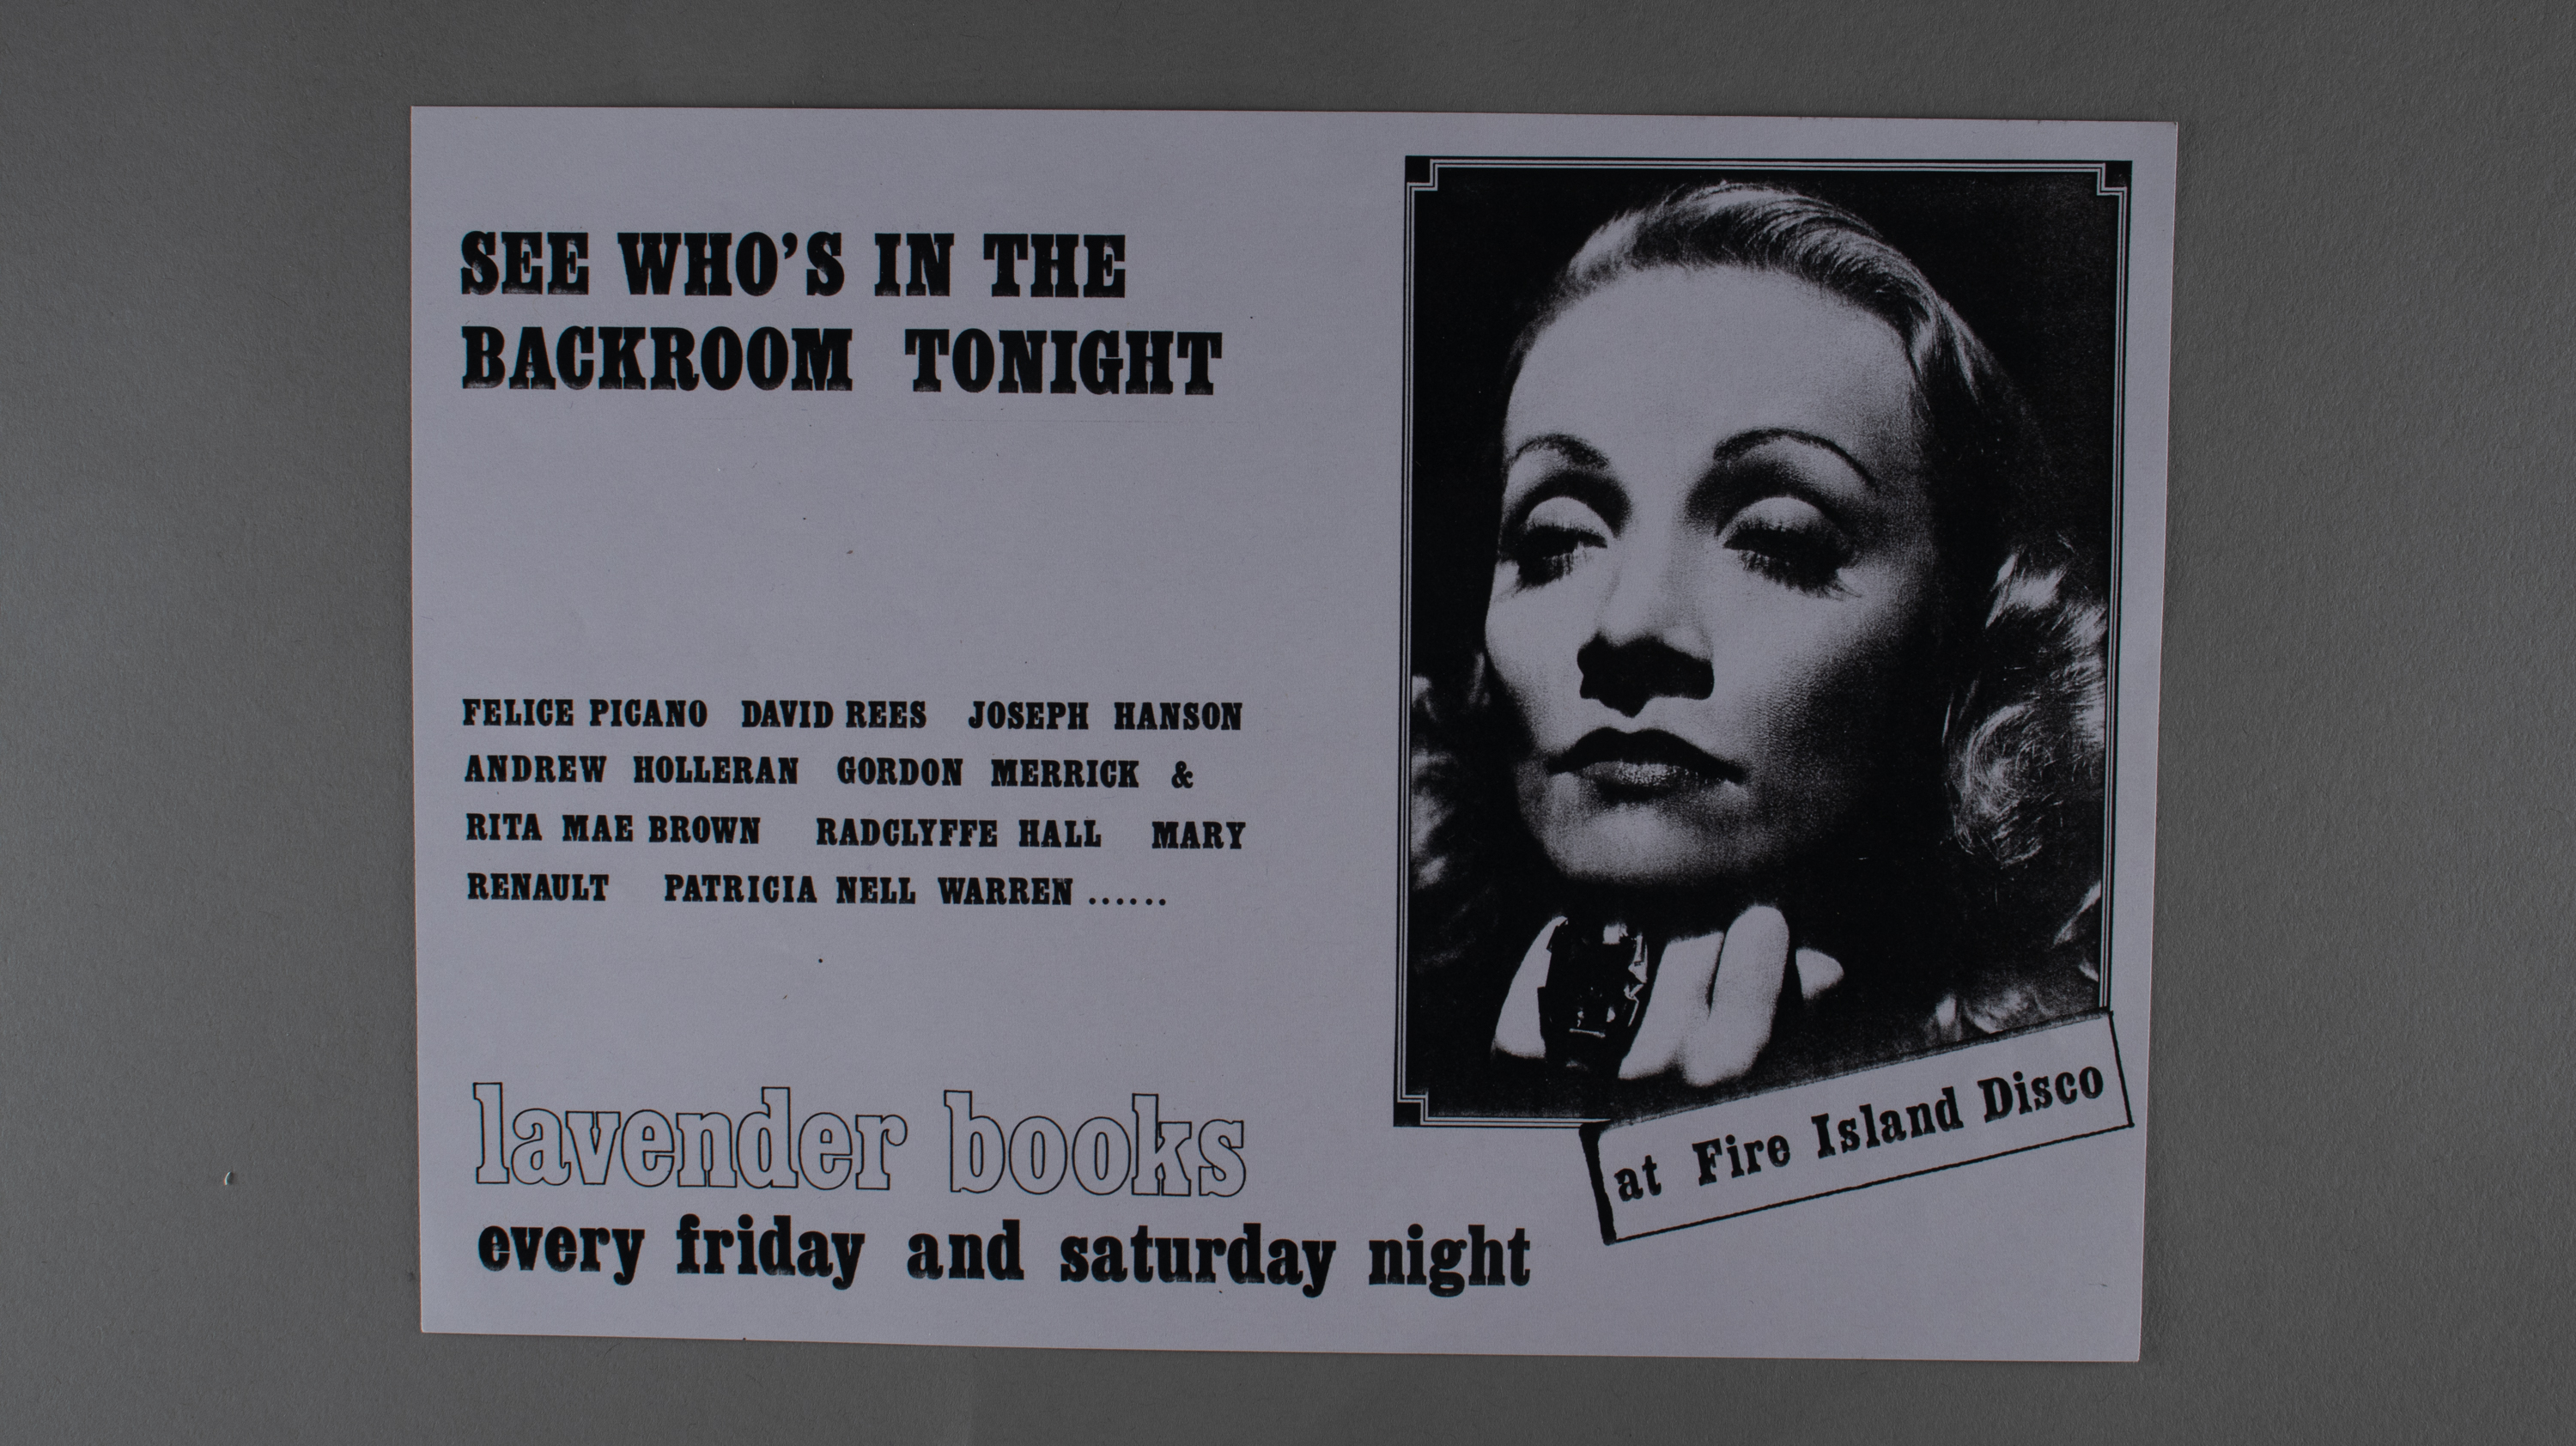 SEE WHO'S IN THE
BACKROOM TONIGHT
FELICE PICANO DAVID REES JOSEPH HANSON
ANDREW HOLLERAN GORDON MERRICK &
RITA MAE BROWN RADCLYFFE HALL MARY
RENAULT PATRICIA NELL WARREN ......
lavender books
every friday and saturday night
at Fire Island Disco